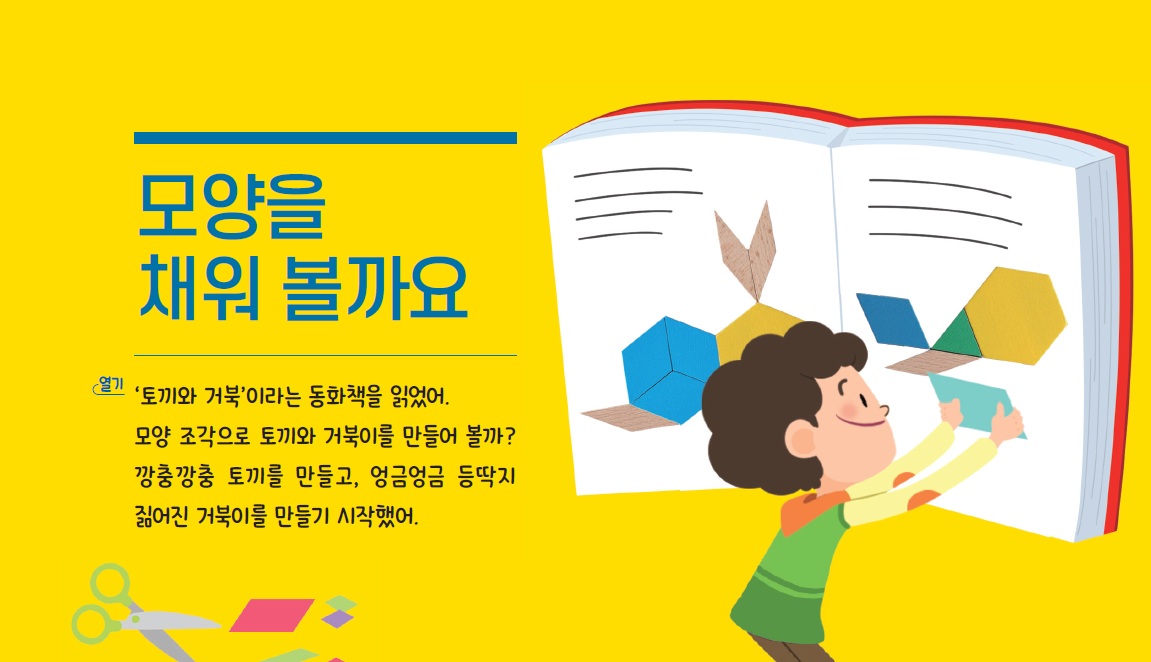 모양을
채워 볼까요
열기
‘토끼와 거북’이라는 동화책을 읽었어.
모양 조각으로 토끼와 거북이를 만들어 볼까?
깡충깡충 토끼를 만들고, 엉금엉금 등딱지
짊어진 거북이를 만들기 시작했어.